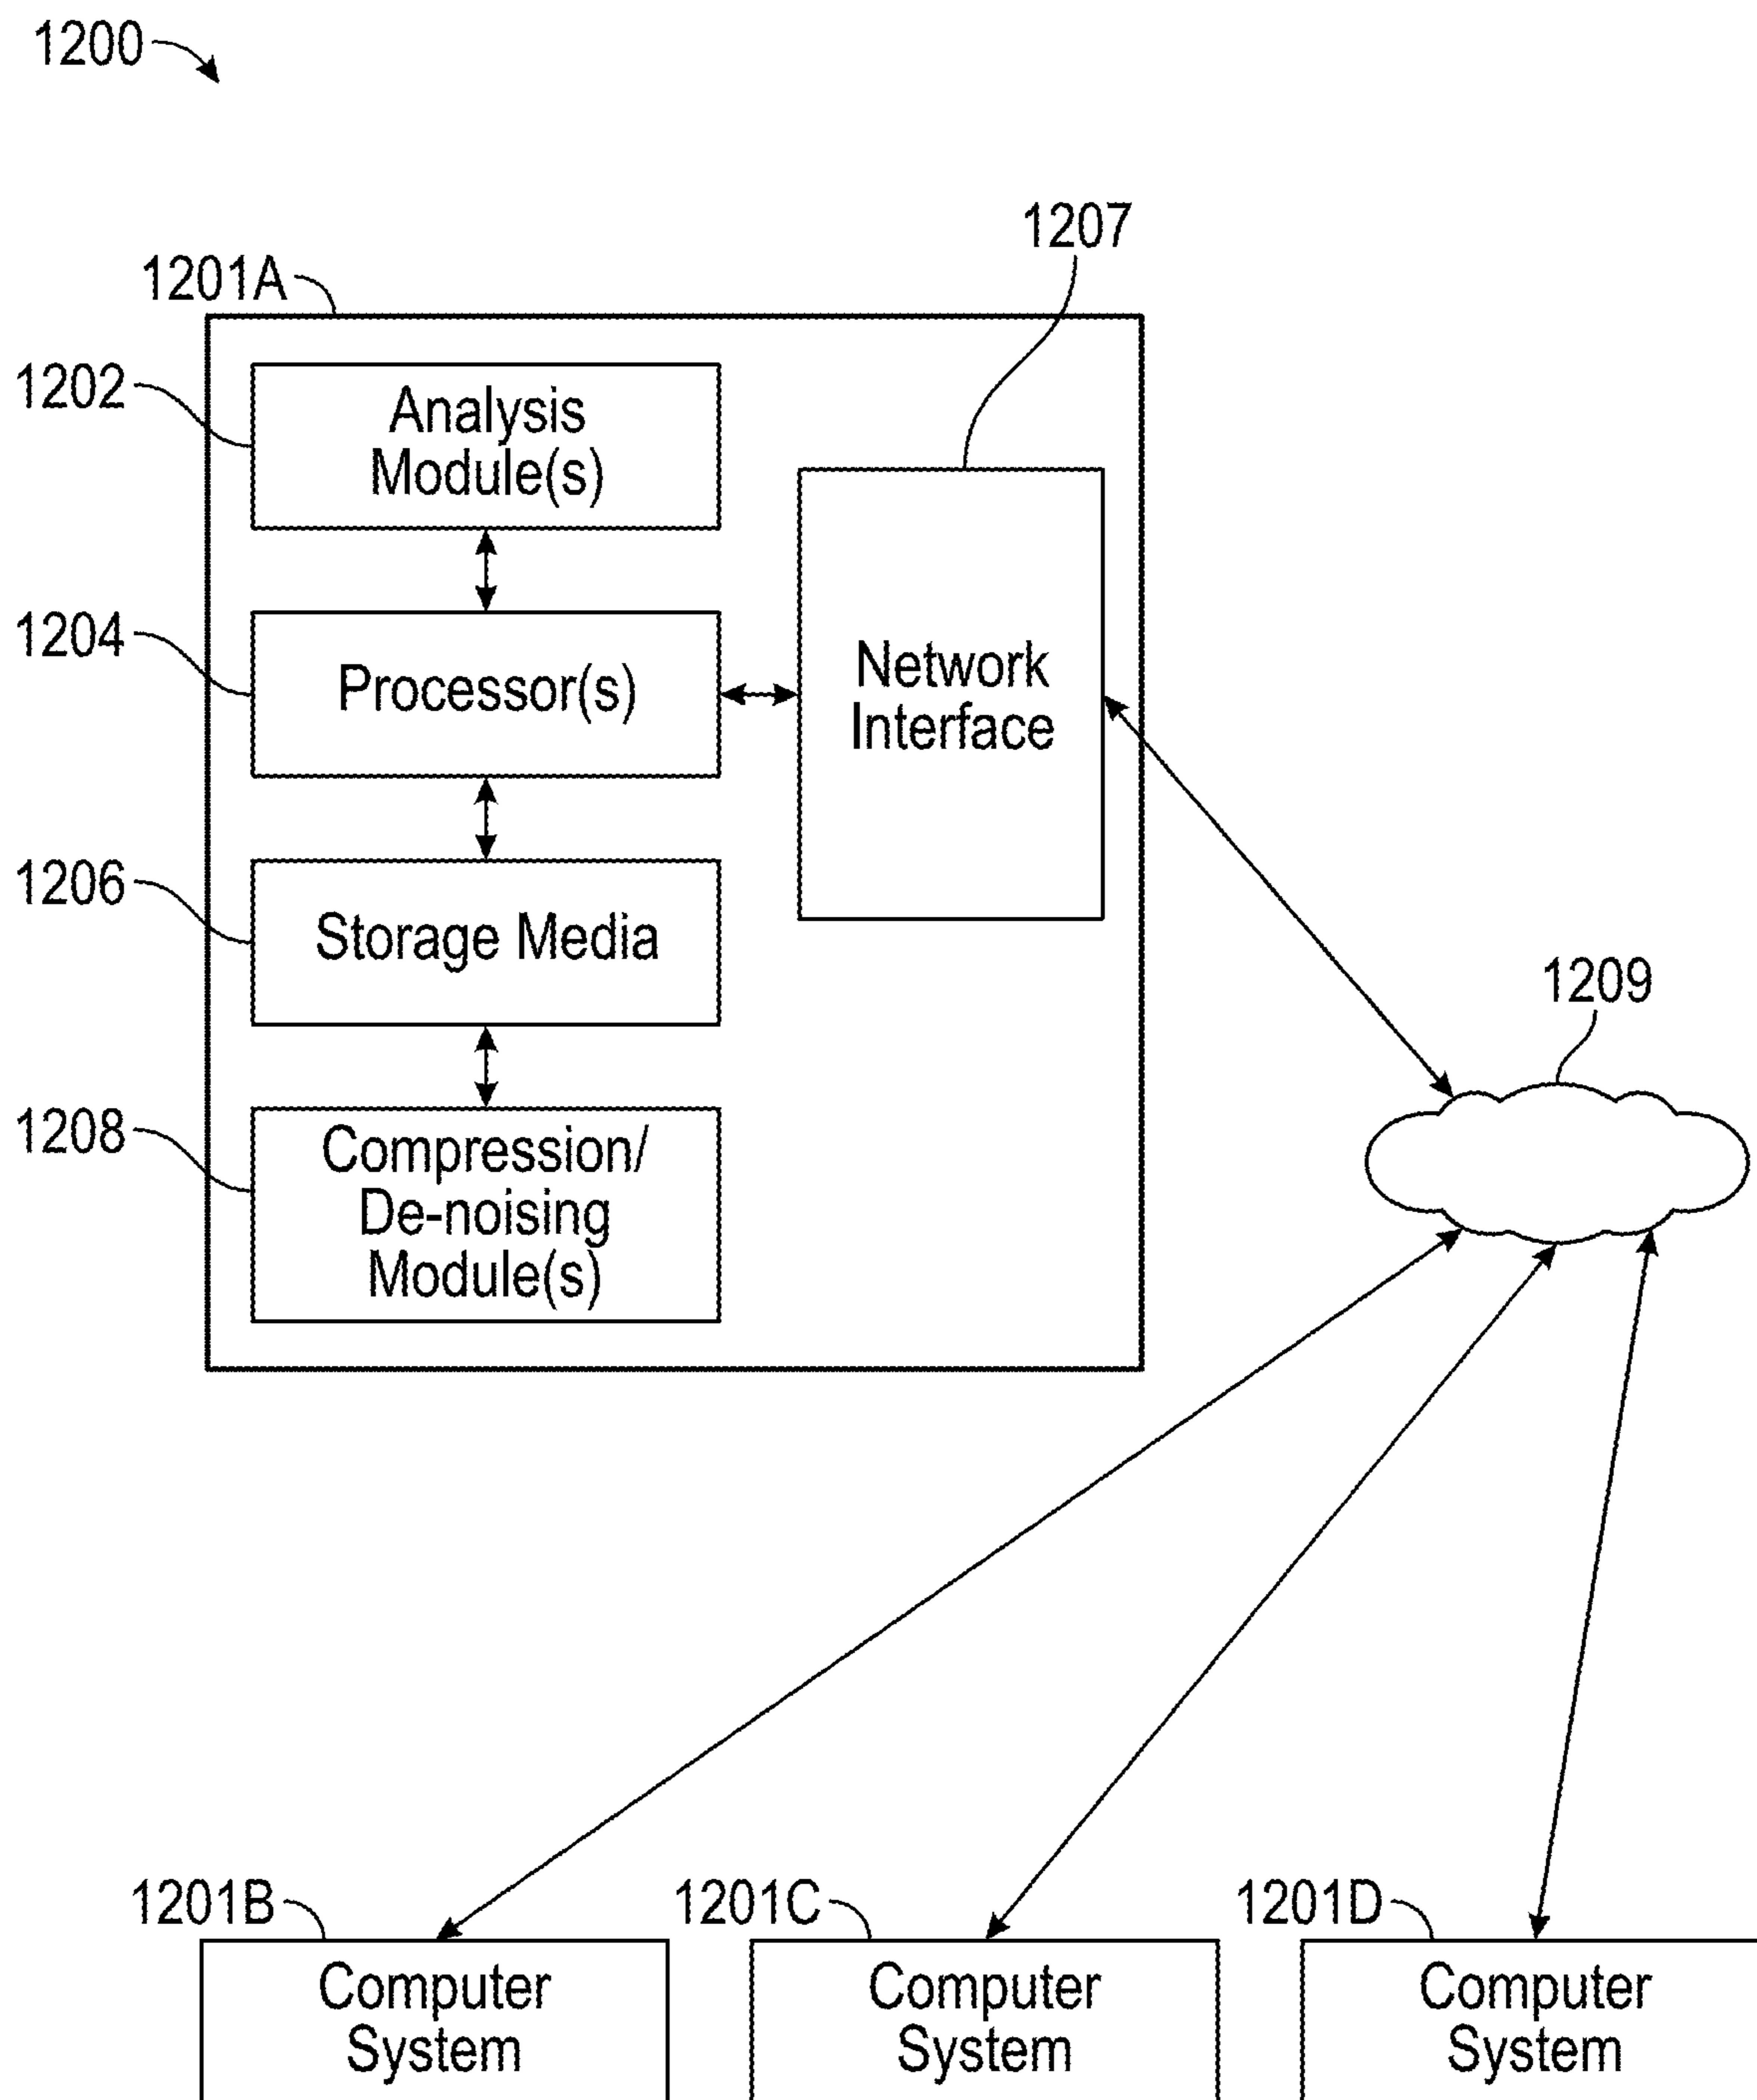 1200
1207
1201A
1202
Analysis
Module(s)
1204
Processor(s)
Network
Interface
1206
Storage Media
1209
1208
Compression/
De-noising
Module(s)
1201B
1201C
1201D
Computer
System
Computer
System
Computer
System